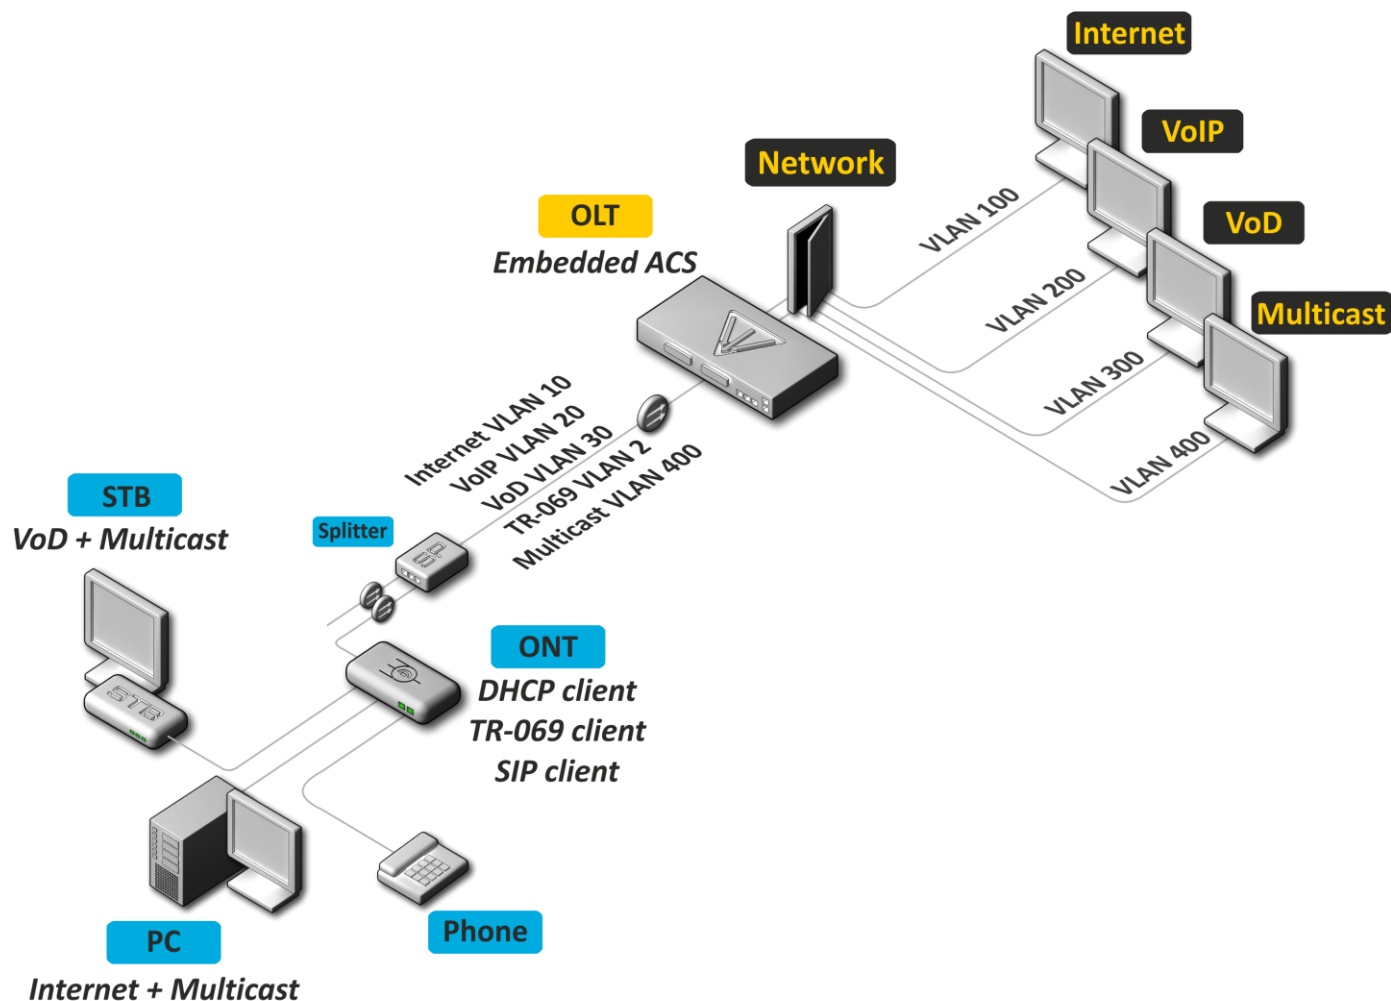 Internet
VoIP
Network
VoD
OLT
Embedded ACS
Multicast
VLAN 100
VLAN 200
VLAN 300
VLAN 400
Internet VLAN 10
VoIP VLAN 20
VoD VLAN 30
TR-069 VLAN 2
Multicast VLAN 400
STB
VoD + Multicast
Splitter
GP
ONT
DHCP client
TR-069 client
SIP client
STB
PC
Internet + Multicast
Phone